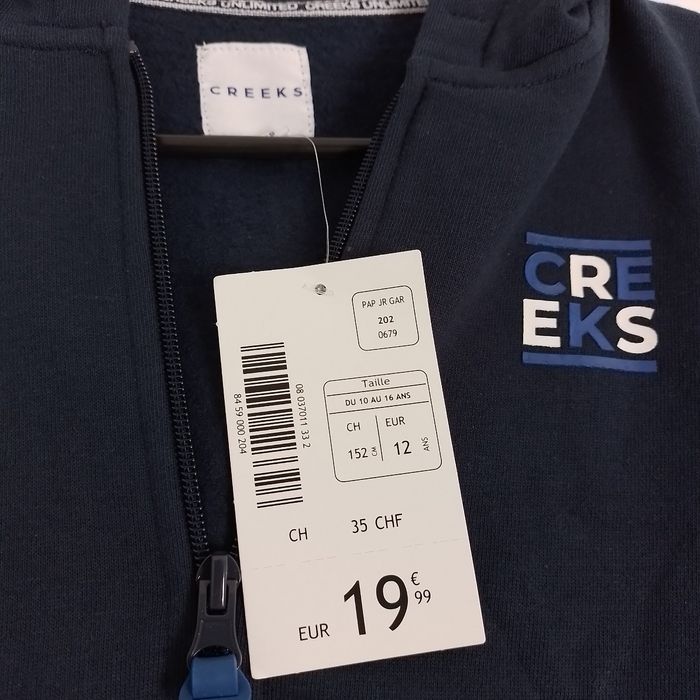 CREEKS UNLIMITED CREEKS UNLIMITED
CREEKS
CRE
EKS
PAP JR GAR
202
0679
Taille
DU 10 AU 16 ANS
CH EUR
152 CM 12 ANS
08 037011 33 2
84 59 000 204
CH 35 CHF
EUR 19€99